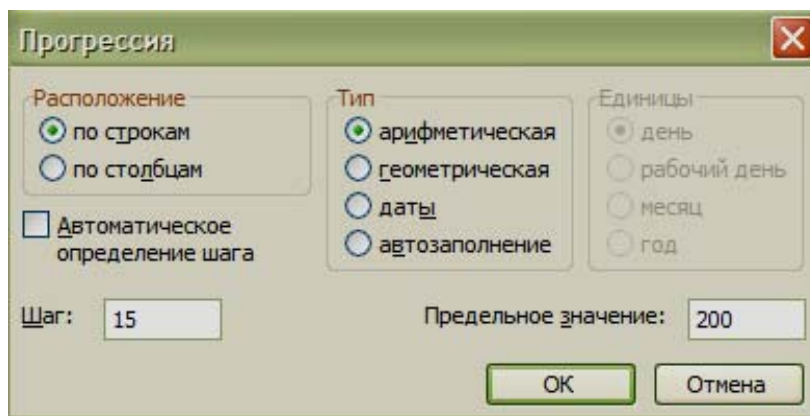 Прогрессия
Расположение
по строкам
по столбцам
Автоматическое
определение шага
Тип
арифметическая
геометрическая
даты
автозаполнение
Единицы
день
рабочий день
месяц
год
Шаг: 15
Предельное значение: 200
ОК
Отмена